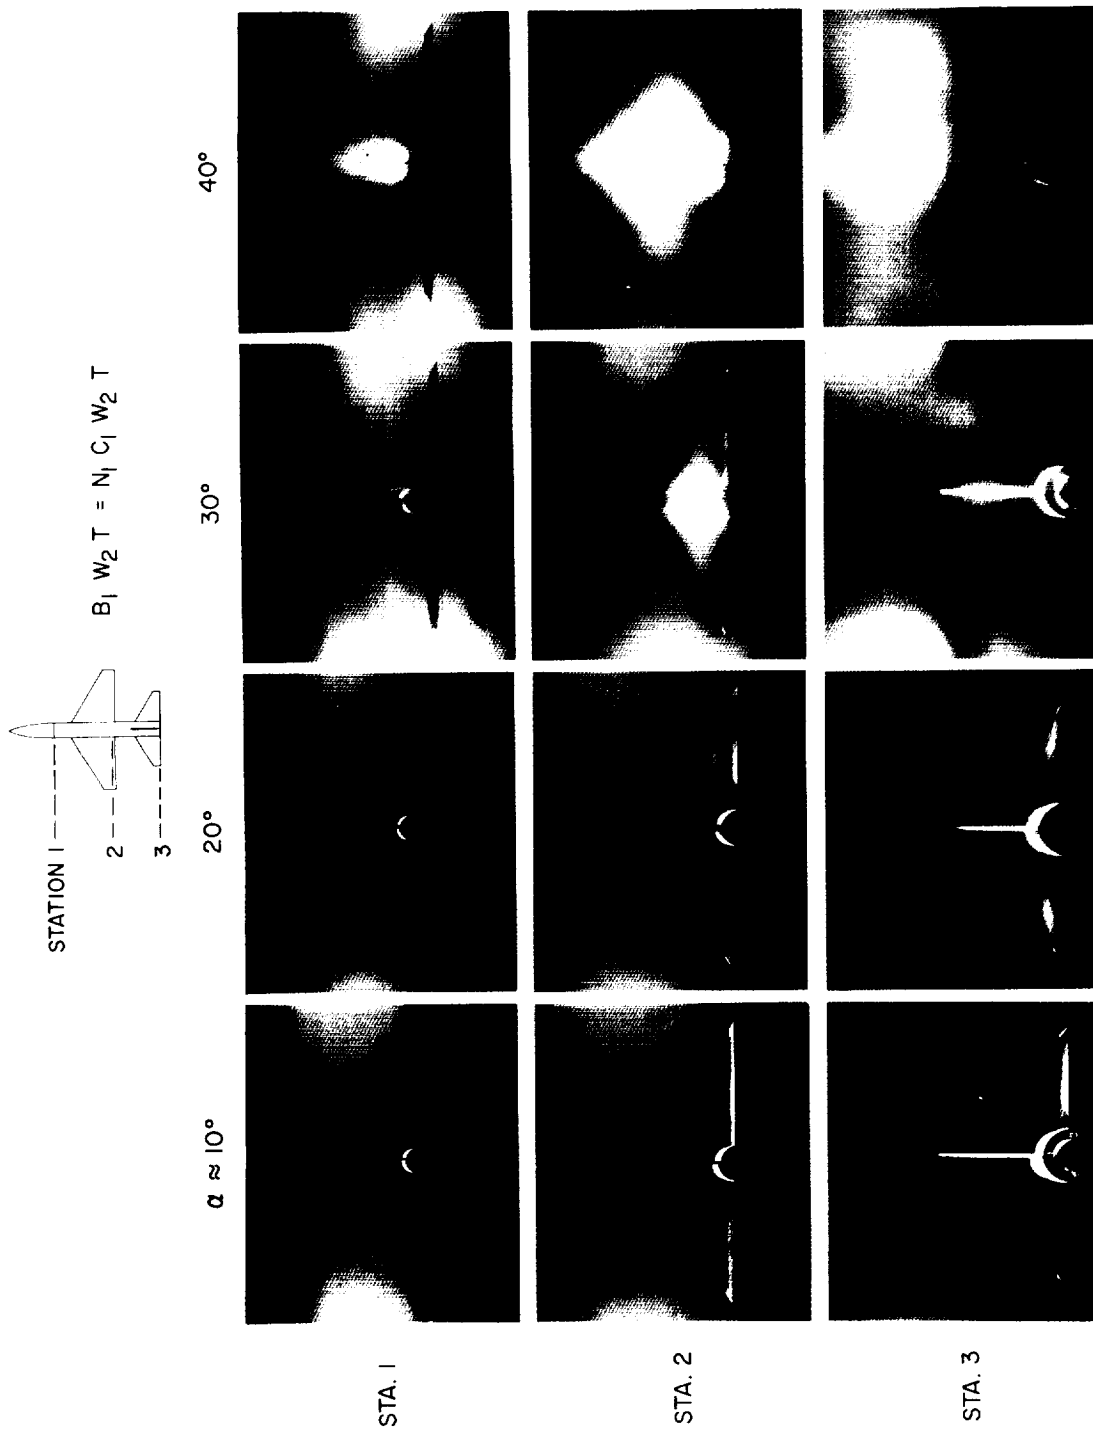 STATION 1
2
3
B₁ W₂ T = N₁ C₁ W₂ T
α ≈ 10°
20°
30°
40°
STA. 1
STA. 2
STA. 3